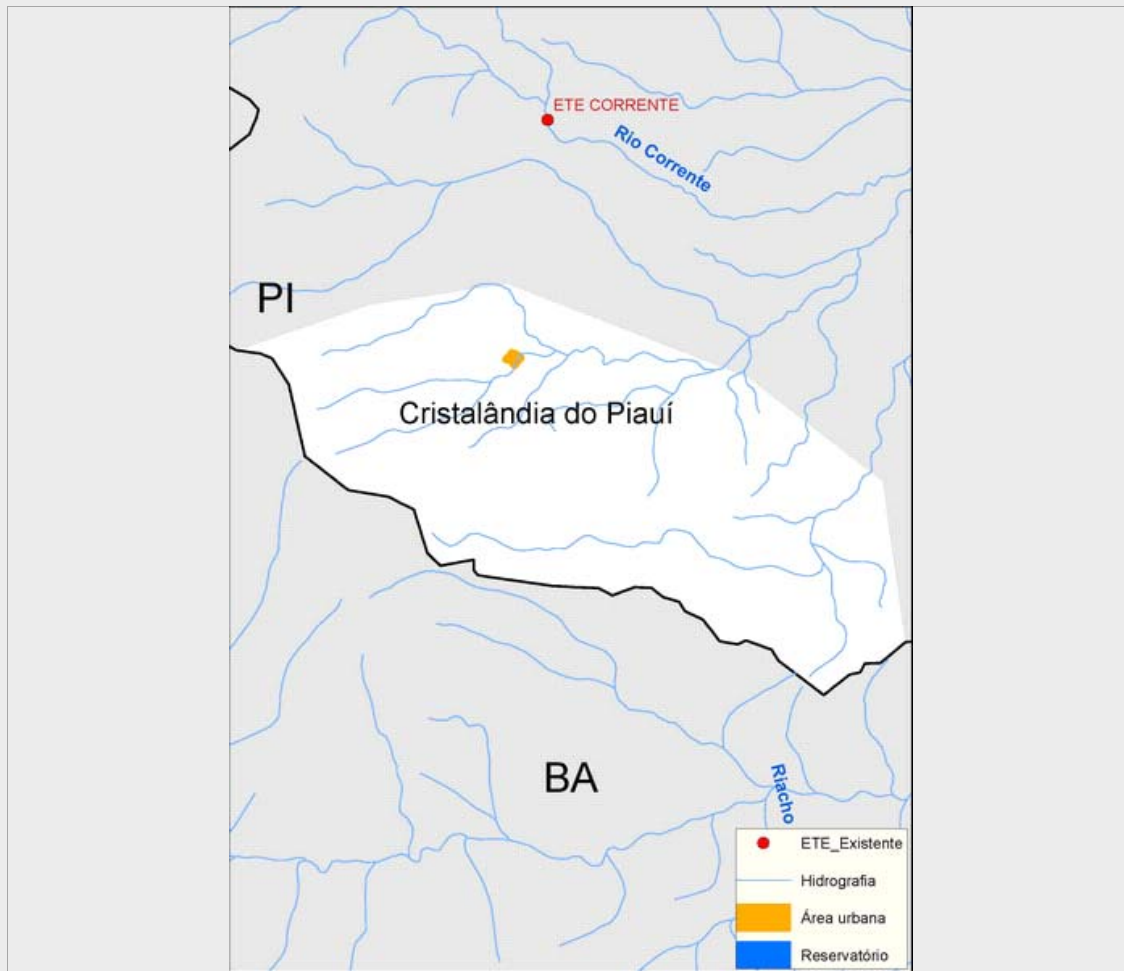 ETE CORRENTE
Rio Corrente
PI
Cristalândia do Piauí
BA
Riacho
ETE_Existente
Hidrografia
Área urbana
Reservatório